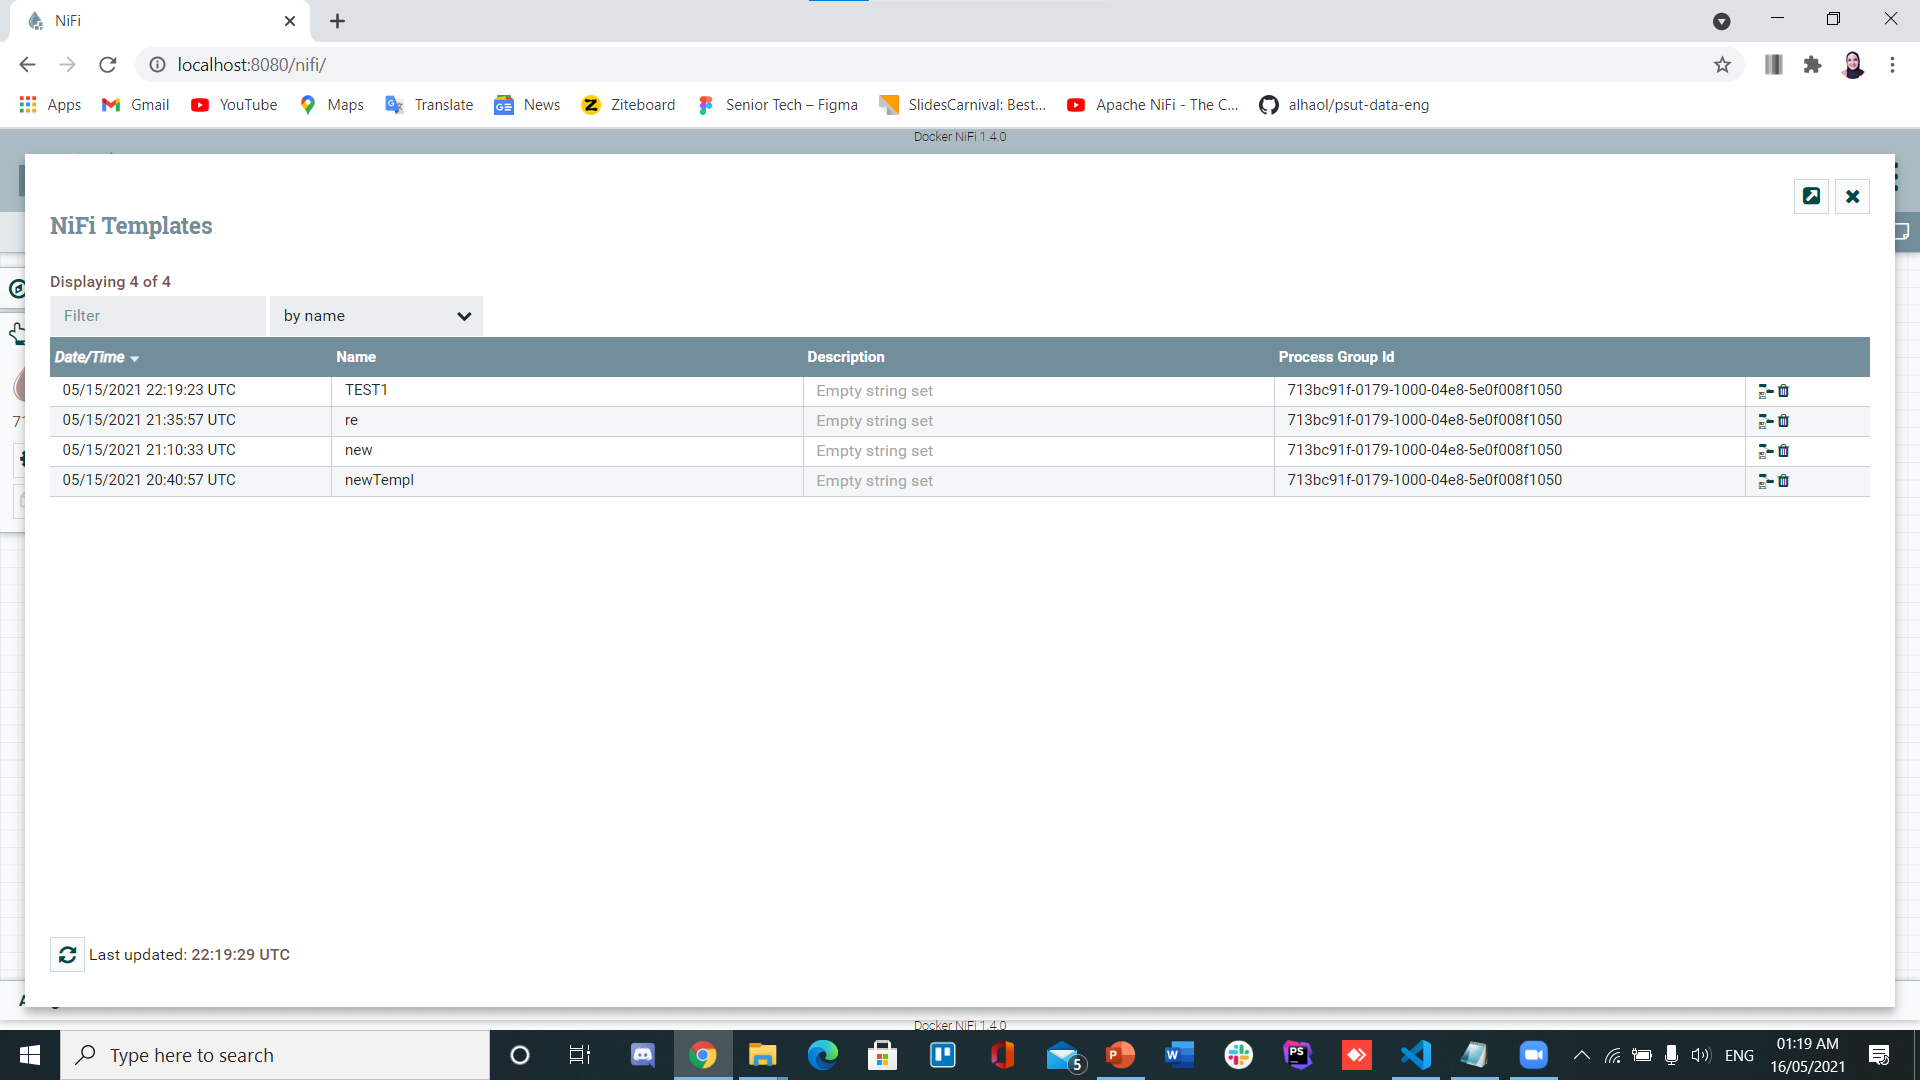 NiFi
localhost:8080/nifi/
Apps Gmail YouTube Maps Translate News Ziteboard Senior Tech – Figma SlidesCarnival: Best... Apache NiFi - The C... alhaol/psut-data-eng
Docker NiFi 1.4.0
NiFi Templates
Displaying 4 of 4
Filter by name
Date/Time Name Description Process Group Id
05/15/2021 22:19:23 UTC TEST1 Empty string set 713bc91f-0179-1000-04e8-5e0f008f1050
05/15/2021 21:35:57 UTC re Empty string set 713bc91f-0179-1000-04e8-5e0f008f1050
05/15/2021 21:10:33 UTC new Empty string set 713bc91f-0179-1000-04e8-5e0f008f1050
05/15/2021 20:40:57 UTC newTempl Empty string set 713bc91f-0179-1000-04e8-5e0f008f1050
Last updated: 22:19:29 UTC
Docker NiFi 1.4.0
Type here to search 5 ENG 01:19 AM
16/05/2021